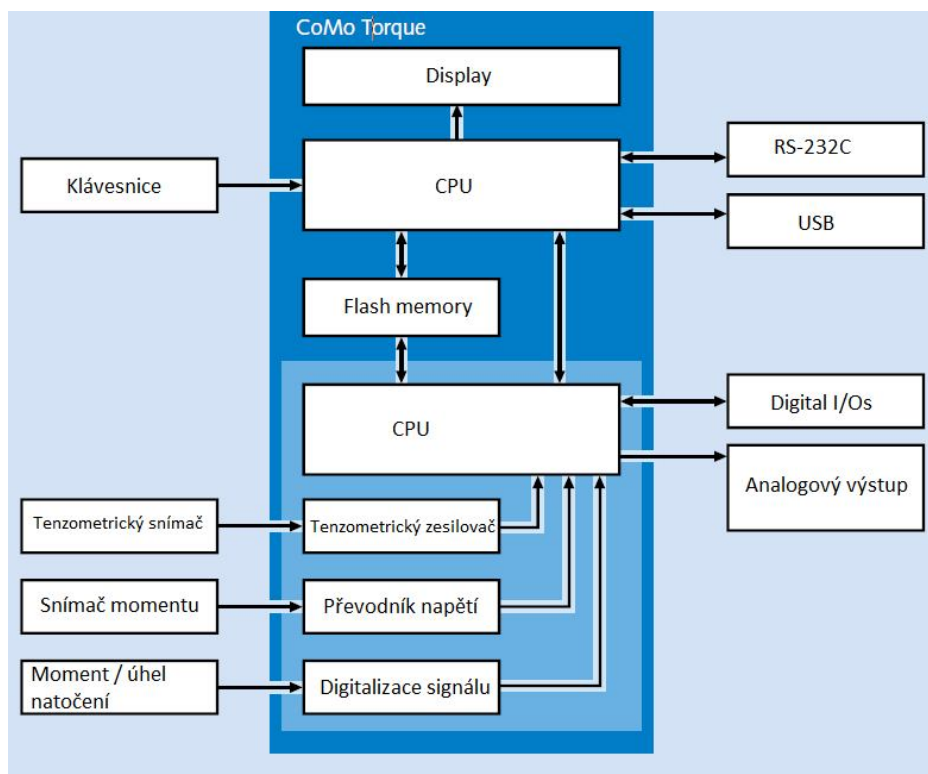 CoMo Torque
Display
RS-232C
Klávesnice
CPU
USB
Flash memory
CPU
Digital I/Os
Analogový výstup
Tenzometrický snímač
Tenzometrický zesilovač
Snímač momentu
Převodník napětí
Moment / úhel
natočení
Digitalizace signálu